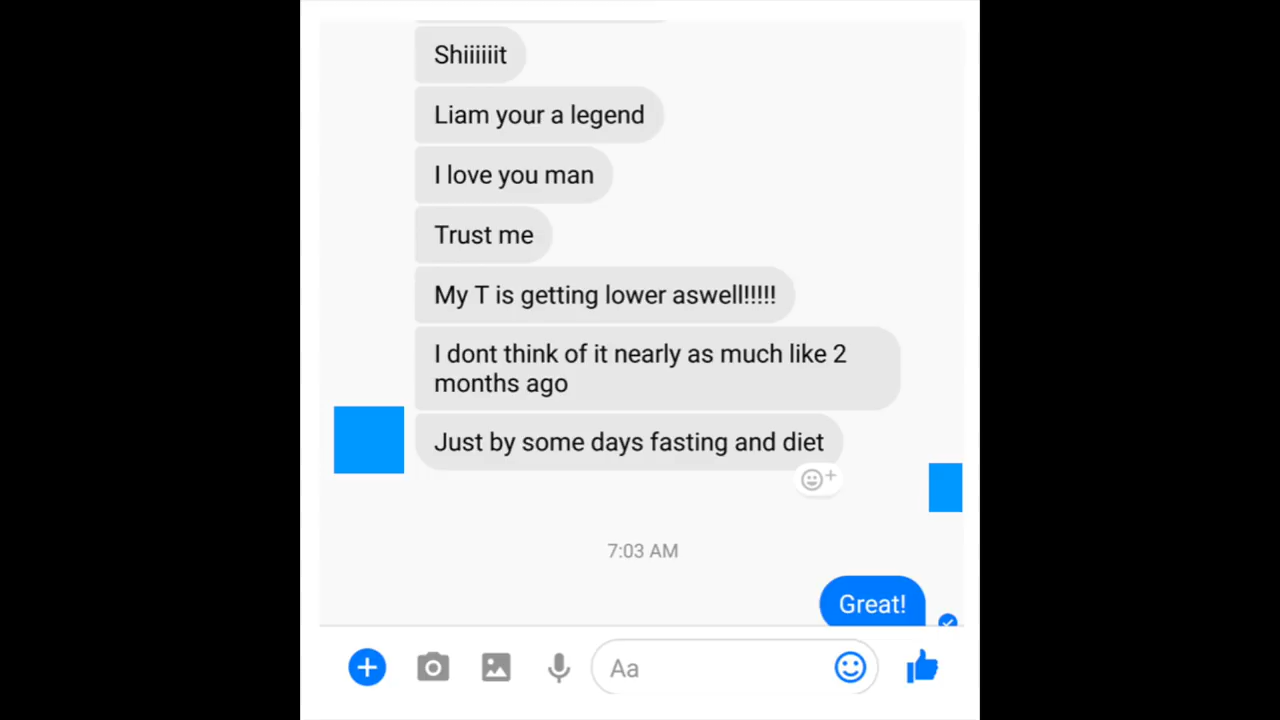 Shiiiiiit
Liam your a legend
I love you man
Trust me
My T is getting lower aswell!!!!!
I dont think of it nearly as much like 2
months ago
Just by some days fasting and diet
7:03 AM
Great!
Aa